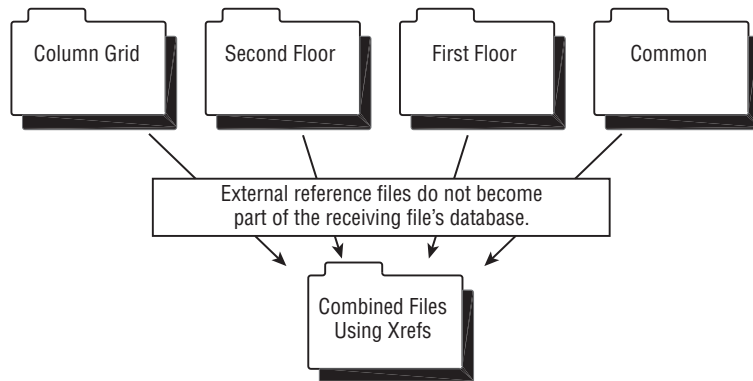 Column Grid
Second Floor
First Floor
Common
External reference files do not become
part of the receiving file's database.
Combined Files
Using Xrefs